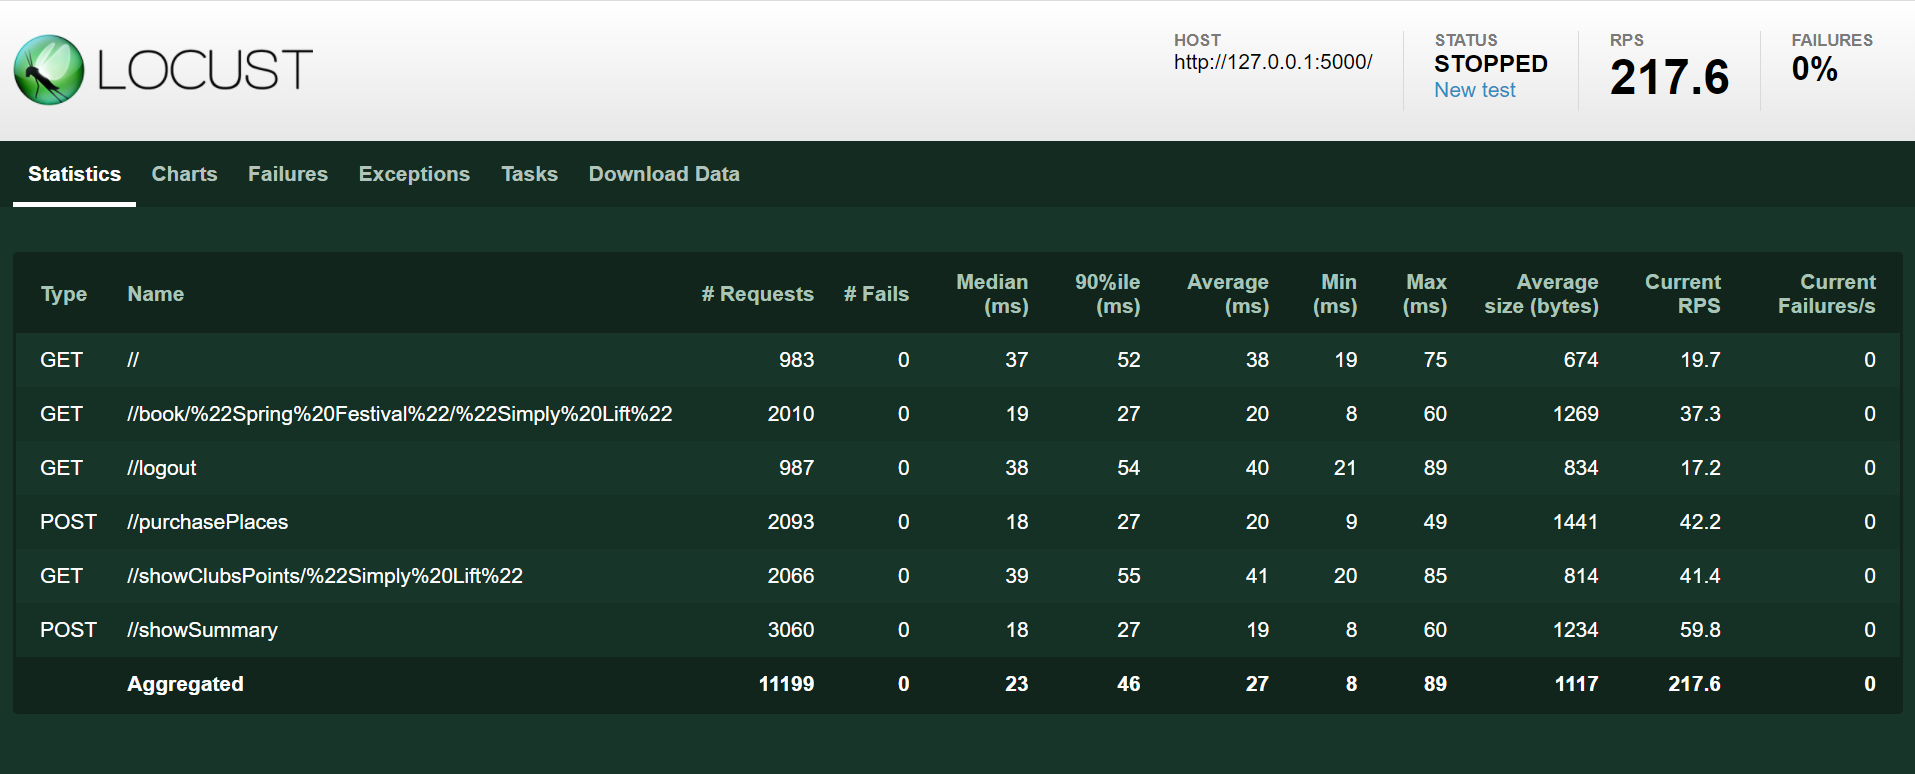 LOCUST
HOST
http://127.0.0.1:5000/
STATUS
STOPPED
New test
RPS
217.6
FAILURES
0%
Statistics Charts Failures Exceptions Tasks Download Data
Type Name # Requests # Fails Median (ms) 90%ile (ms) Average (ms) Min (ms) Max (ms) Average size (bytes) Current RPS Current Failures/s
GET // 983 0 37 52 38 19 75 674 19.7 0
GET //book/%22Spring%20Festival%22/%22Simply%20Lift%22 2010 0 19 27 20 8 60 1269 37.3 0
GET //logout 987 0 38 54 40 21 89 834 17.2 0
POST //purchasePlaces 2093 0 18 27 20 9 49 1441 42.2 0
GET //showClubsPoints/%22Simply%20Lift%22 2066 0 39 55 41 20 85 814 41.4 0
POST //showSummary 3060 0 18 27 19 8 60 1234 59.8 0
Aggregated 11199 0 23 46 27 8 89 1117 217.6 0